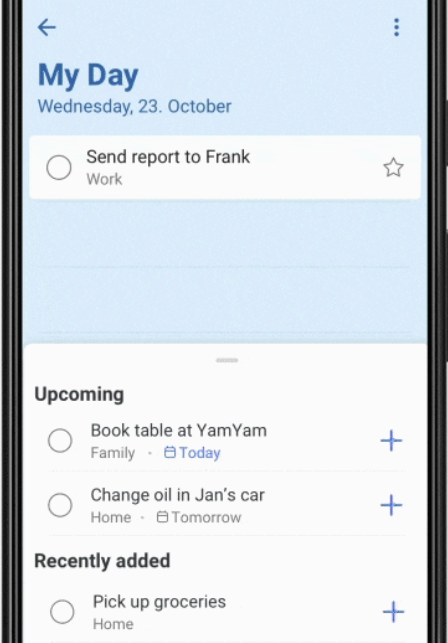 My Day
Wednesday, 23. October
Send report to Frank
Work
Upcoming
Book table at YamYam
Family · Today
Change oil in Jan's car
Home · Tomorrow
Recently added
Pick up groceries
Home